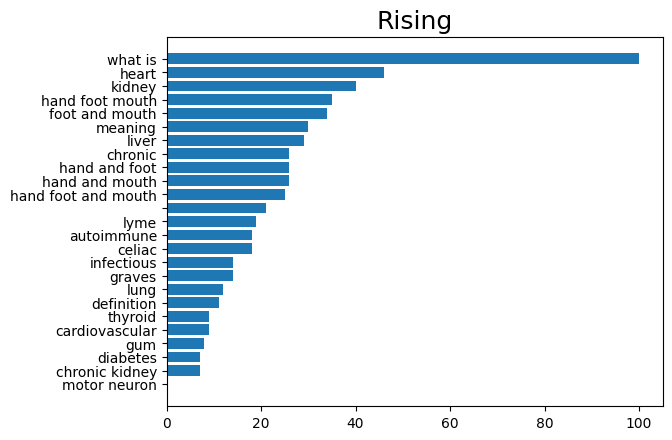 Rising
what is
heart
kidney
hand foot mouth
foot and mouth
meaning
liver
chronic
hand and foot
hand and mouth
hand foot and mouth
lyme
autoimmune
celiac
infectious
graves
lung
definition
thyroid
cardiovascular
gum
diabetes
chronic kidney
motor neuron
0 20 40 60 80 100